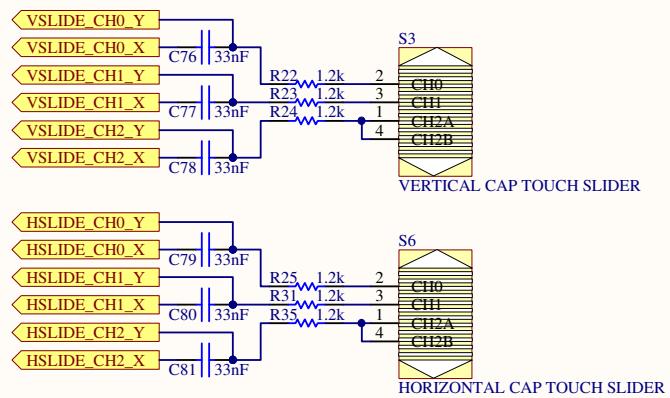 VSLIDE_CH0_Y
S3
VSLIDE_CH0_X
C76 33nF
VSLIDE_CH1_Y
R22 1.2k 2 CH0
VSLIDE_CH1_X
R23 1.2k 3 CH1
C77 33nF
R24 1.2k 1 CH2A
VSLIDE_CH2_Y
4 CH2B
VSLIDE_CH2_X
C78 33nF
VERTICAL CAP TOUCH SLIDER
HSLIDE_CH0_Y
S6
HSLIDE_CH0_X
C79 33nF
HSLIDE_CH1_Y
R25 1.2k 2 CH0
HSLIDE_CH1_X
R31 1.2k 3 CH1
C80 33nF
R35 1.2k 1 CH2A
HSLIDE_CH2_Y
4 CH2B
HSLIDE_CH2_X
C81 33nF
HORIZONTAL CAP TOUCH SLIDER